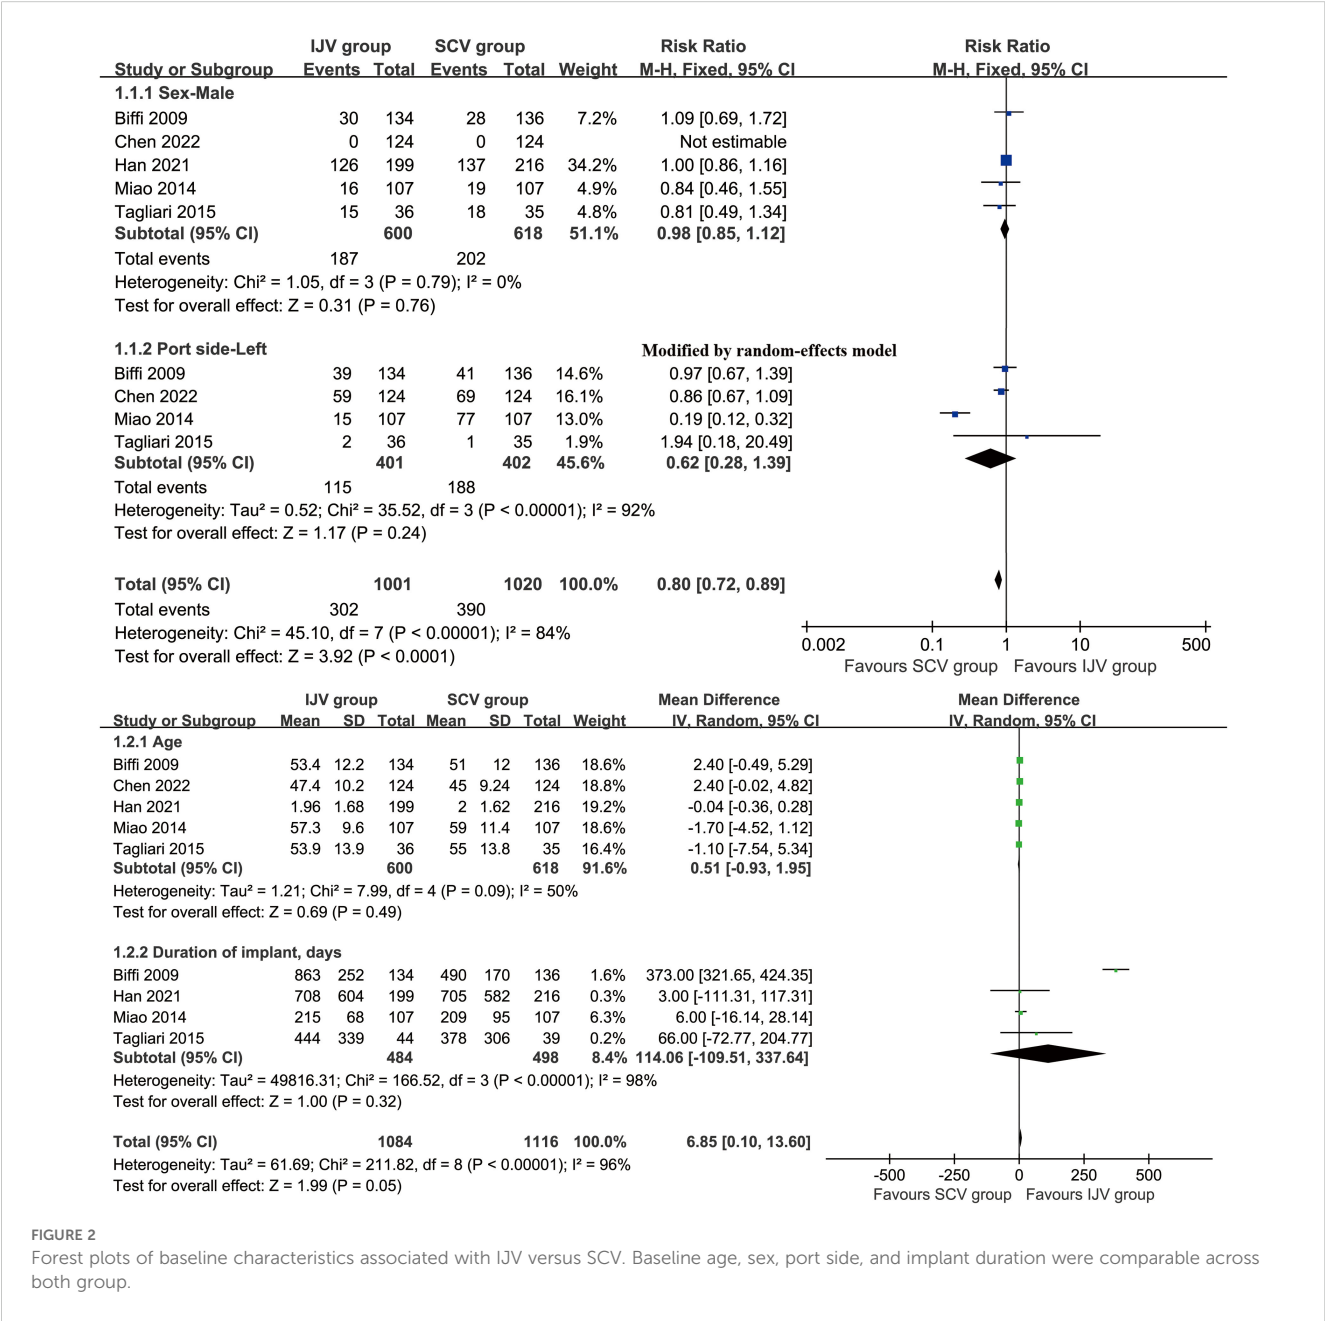 IJV group SCV group Risk Ratio Risk Ratio
Study or Subgroup Events Total Events Total Weight M-H, Fixed, 95% CI M-H, Fixed, 95% CI
1.1.1 Sex-Male
Biffi 2009 30 134 28 136 7.2% 1.09 [0.69, 1.72]
Chen 2022 0 124 0 124 Not estimable
Han 2021 126 199 137 216 34.2% 1.00 [0.86, 1.16]
Miao 2014 16 107 19 107 4.9% 0.84 [0.46, 1.55]
Tagliari 2015 15 36 18 35 4.8% 0.81 [0.49, 1.34]
Subtotal (95% CI) 600 618 51.1% 0.98 [0.85, 1.12]
Total events 187 202
Heterogeneity: Chi² = 1.05, df = 3 (P = 0.79); I² = 0%
Test for overall effect: Z = 0.31 (P = 0.76)
1.1.2 Port side-Left Modified by random-effects model
Biffi 2009 39 134 41 136 14.6% 0.97 [0.67, 1.39]
Chen 2022 59 124 69 124 16.1% 0.86 [0.67, 1.09]
Miao 2014 15 107 77 107 13.0% 0.19 [0.12, 0.32]
Tagliari 2015 2 36 1 35 1.9% 1.94 [0.18, 20.49]
Subtotal (95% CI) 401 402 45.6% 0.62 [0.28, 1.39]
Total events 115 188
Heterogeneity: Tau² = 0.52; Chi² = 35.52, df = 3 (P < 0.00001); I² = 92%
Test for overall effect: Z = 1.17 (P = 0.24)
Total (95% CI) 1001 1020 100.0% 0.80 [0.72, 0.89]
Total events 302 390
Heterogeneity: Chi² = 45.10, df = 7 (P < 0.00001); I² = 84%
Test for overall effect: Z = 3.92 (P < 0.0001)
0.002 0.1 1 10 500
Favours SCV group Favours IJV group
IJV group SCV group Mean Difference Mean Difference
Study or Subgroup Mean SD Total Mean SD Total Weight IV, Random, 95% CI IV, Random, 95% CI
1.2.1 Age
Biffi 2009 53.4 12.2 134 51 12 136 18.6% 2.40 [-0.49, 5.29]
Chen 2022 47.4 10.2 124 45 9.24 124 18.8% 2.40 [-0.02, 4.82]
Han 2021 1.96 1.68 199 2 1.62 216 19.2% -0.04 [-0.36, 0.28]
Miao 2014 57.3 9.6 107 59 11.4 107 18.6% -1.70 [-4.52, 1.12]
Tagliari 2015 53.9 13.9 36 55 13.8 35 16.4% -1.10 [-7.54, 5.34]
Subtotal (95% CI) 600 618 91.6% 0.51 [-0.93, 1.95]
Heterogeneity: Tau² = 1.21; Chi² = 7.99, df = 4 (P = 0.09); I² = 50%
Test for overall effect: Z = 0.69 (P = 0.49)
1.2.2 Duration of implant, days
Biffi 2009 863 252 134 490 170 136 1.6% 373.00 [321.65, 424.35]
Han 2021 708 604 199 705 582 216 0.3% 3.00 [-111.31, 117.31]
Miao 2014 215 68 107 209 95 107 6.3% 6.00 [-16.14, 28.14]
Tagliari 2015 444 339 44 378 306 39 0.2% 66.00 [-72.77, 204.77]
Subtotal (95% CI) 484 498 8.4% 114.06 [-109.51, 337.64]
Heterogeneity: Tau² = 49816.31; Chi² = 166.52, df = 3 (P < 0.00001); I² = 98%
Test for overall effect: Z = 1.00 (P = 0.32)
Total (95% CI) 1084 1116 100.0% 6.85 [0.10, 13.60]
Heterogeneity: Tau² = 61.69; Chi² = 211.82, df = 8 (P < 0.00001); I² = 96%
Test for overall effect: Z = 1.99 (P = 0.05)
-500 -250 0 250 500
Favours SCV group Favours IJV group
FIGURE 2
Forest plots of baseline characteristics associated with IJV versus SCV. Baseline age, sex, port side, and implant duration were comparable across
both group.